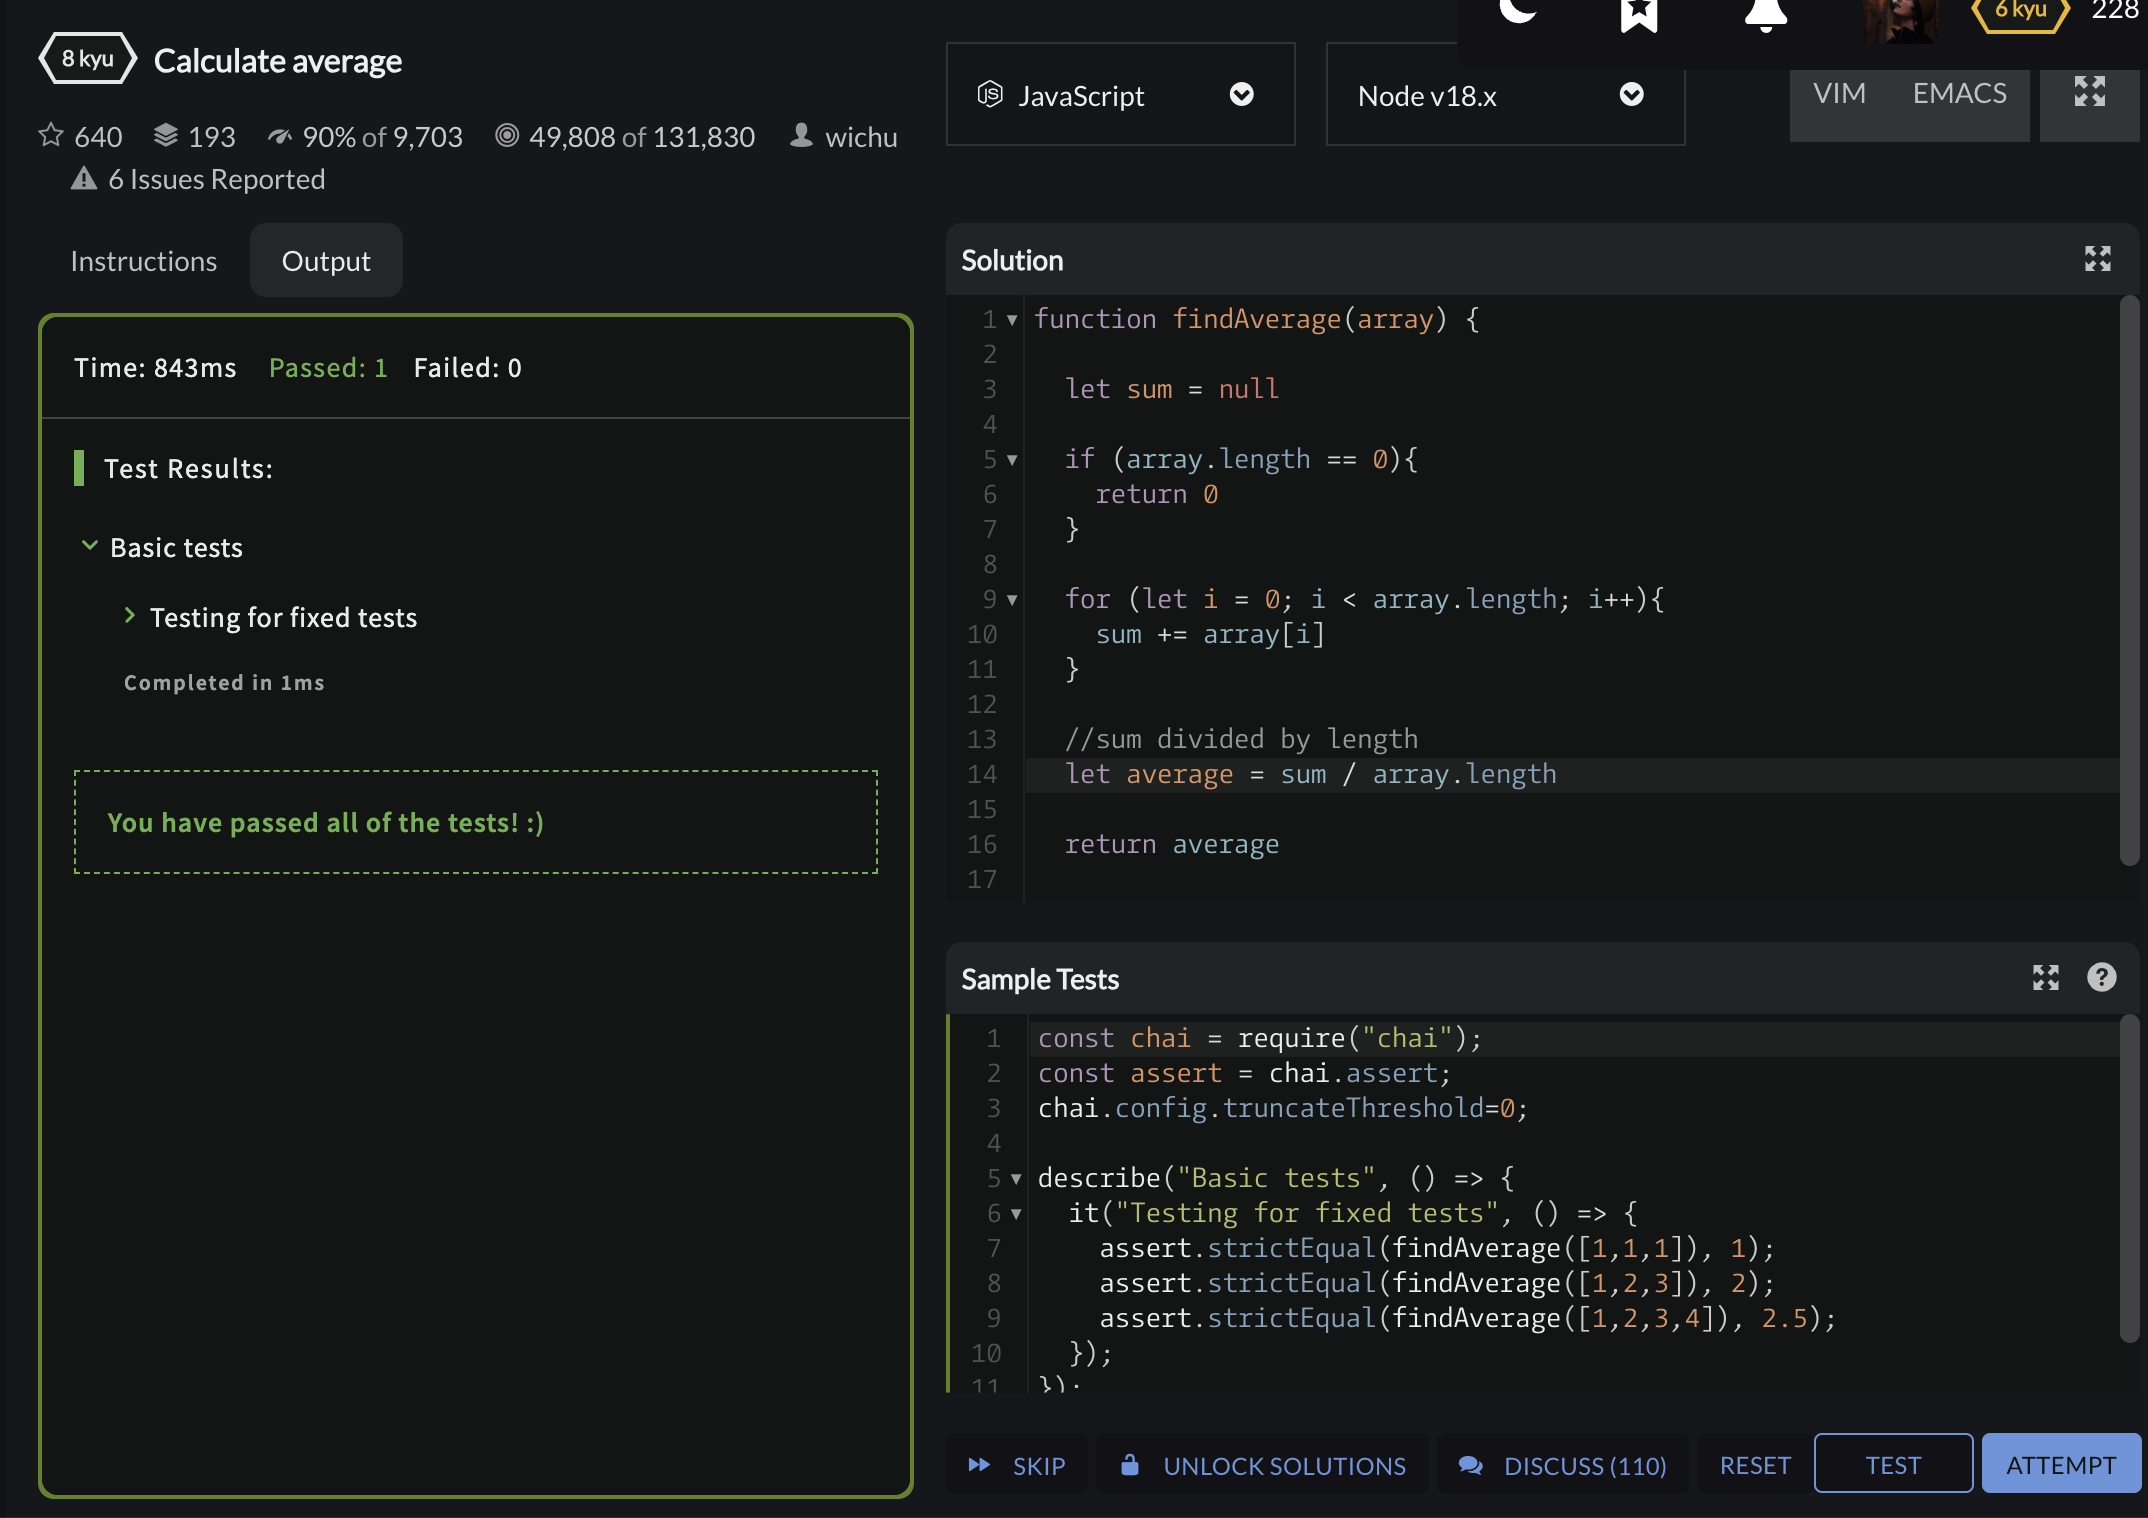 6 kyu 228
8 kyu Calculate average
640 193 90% of 9,703 49,808 of 131,830 wichu
6 Issues Reported
JavaScript
Node v18.x
VIM EMACS
Instructions Output
Time: 843ms Passed: 1 Failed: 0
Test Results:
Basic tests
Testing for fixed tests
Completed in 1ms
You have passed all of the tests! :)
Solution
1 function findAverage(array) {
2
3 let sum = null
4
5 if (array.length == 0){
6 return 0
7 }
8
9 for (let i = 0; i < array.length; i++){
10 sum += array[i]
11 }
12
13 //sum divided by length
14 let average = sum / array.length
15
16 return average
17
Sample Tests
1 const chai = require("chai");
2 const assert = chai.assert;
3 chai.config.truncateThreshold=0;
4
5 describe("Basic tests", () => {
6 it("Testing for fixed tests", () => {
7 assert.strictEqual(findAverage([1,1,1]), 1);
8 assert.strictEqual(findAverage([1,2,3]), 2);
9 assert.strictEqual(findAverage([1,2,3,4]), 2.5);
10 });
11 });
SKIP UNLOCK SOLUTIONS DISCUSS (110) RESET TEST ATTEMPT